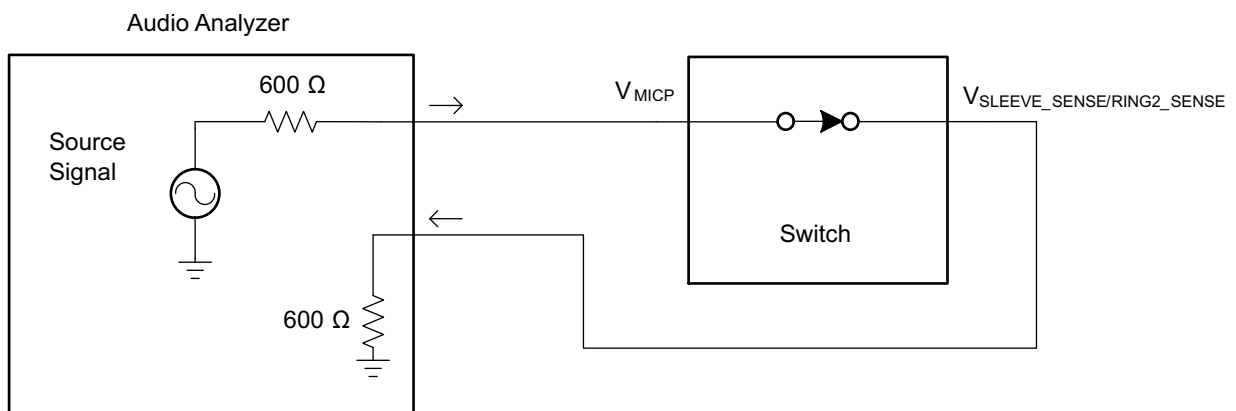 Audio Analyzer
600 Ω
Source
Signal
V_MICP
V_SLEEVE_SENSE/RING2_SENSE
Switch
600 Ω